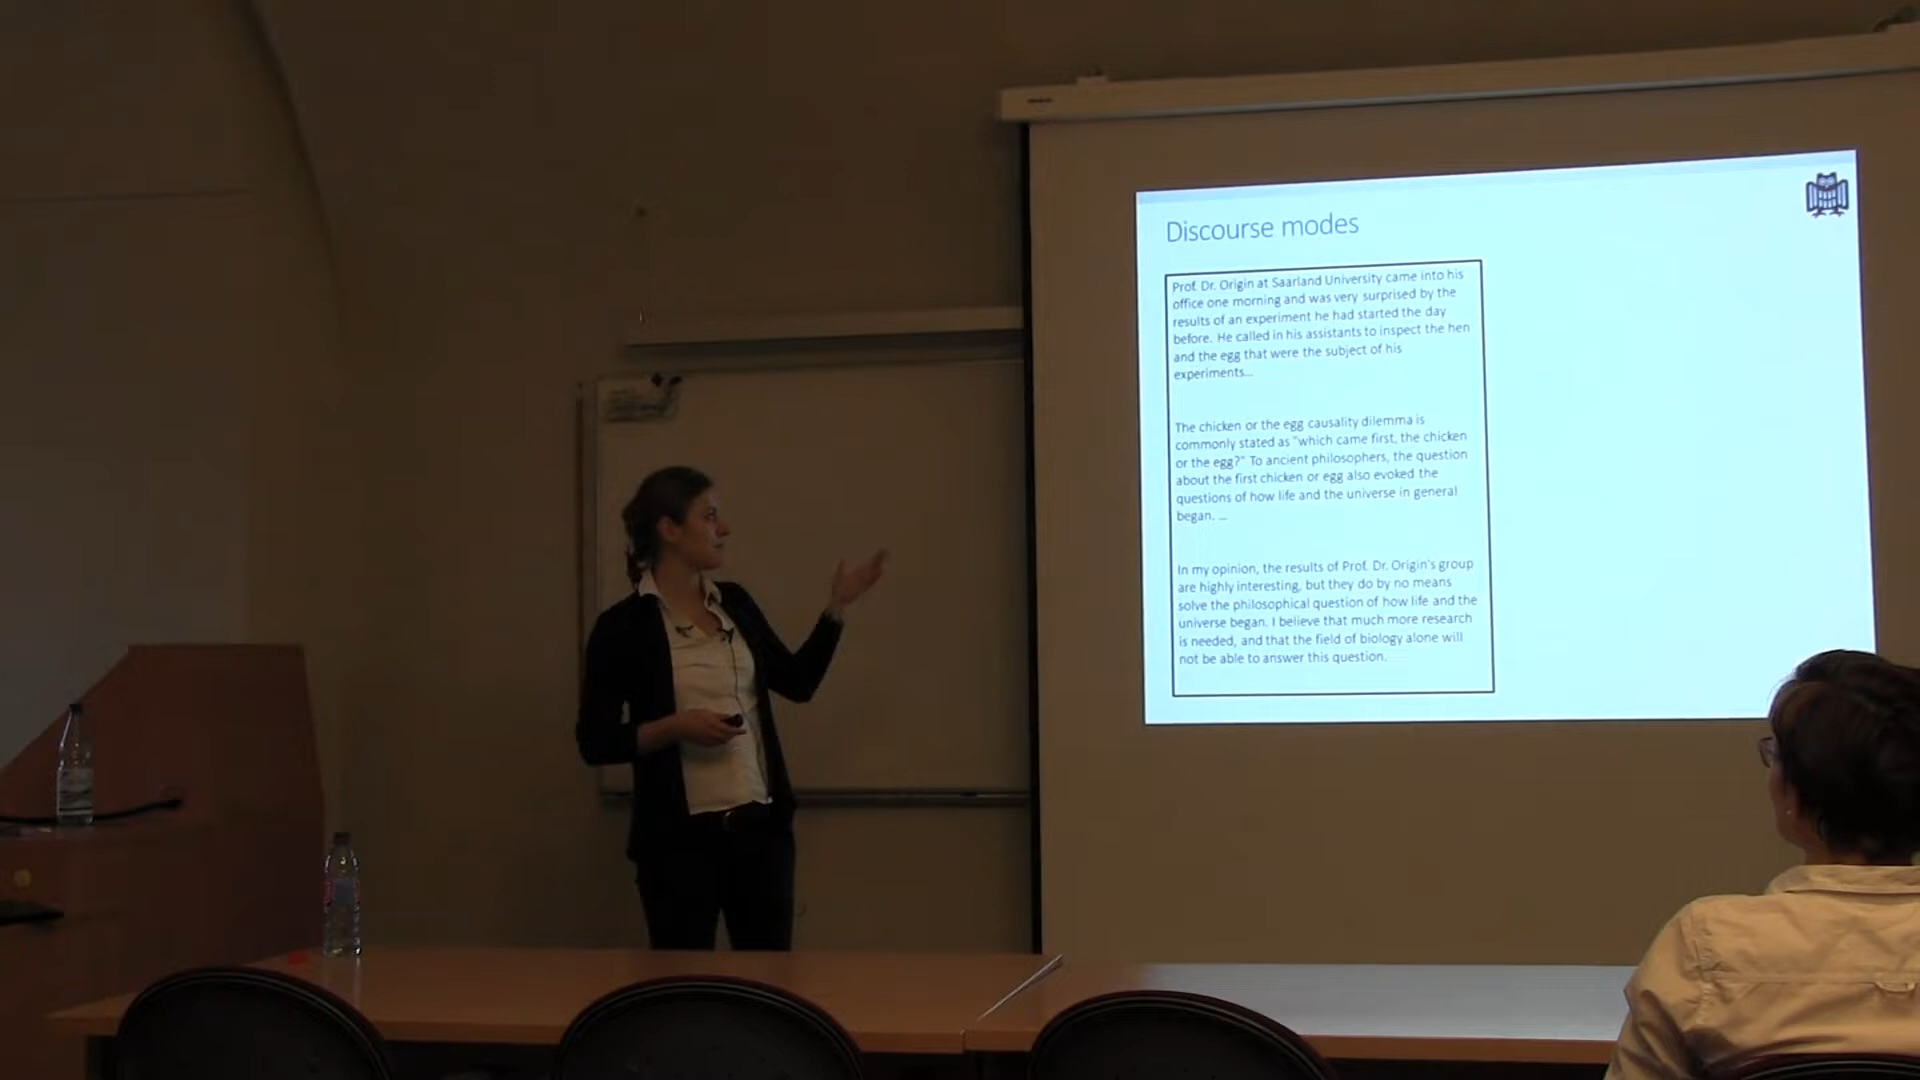 Discourse modes
Prof. Dr. Origin at Saarland University came into his
office one morning and was very surprised by the
results of an experiment he had started the day
before. He called in his assistants to inspect the hen
and the egg that were the subject of his
experiments...
The chicken or the egg causality dilemma is
commonly stated as "which came first, the chicken
or the egg?" To ancient philosophers, the question
about the first chicken or egg also evoked the
questions of how life and the universe in general
began. ...
In my opinion, the results of Prof. Dr. Origin's group
are highly interesting, but they do by no means
solve the philosophical question of how life and the
universe began. I believe that much more research
is needed, and that the field of biology alone will
not be able to answer this question.